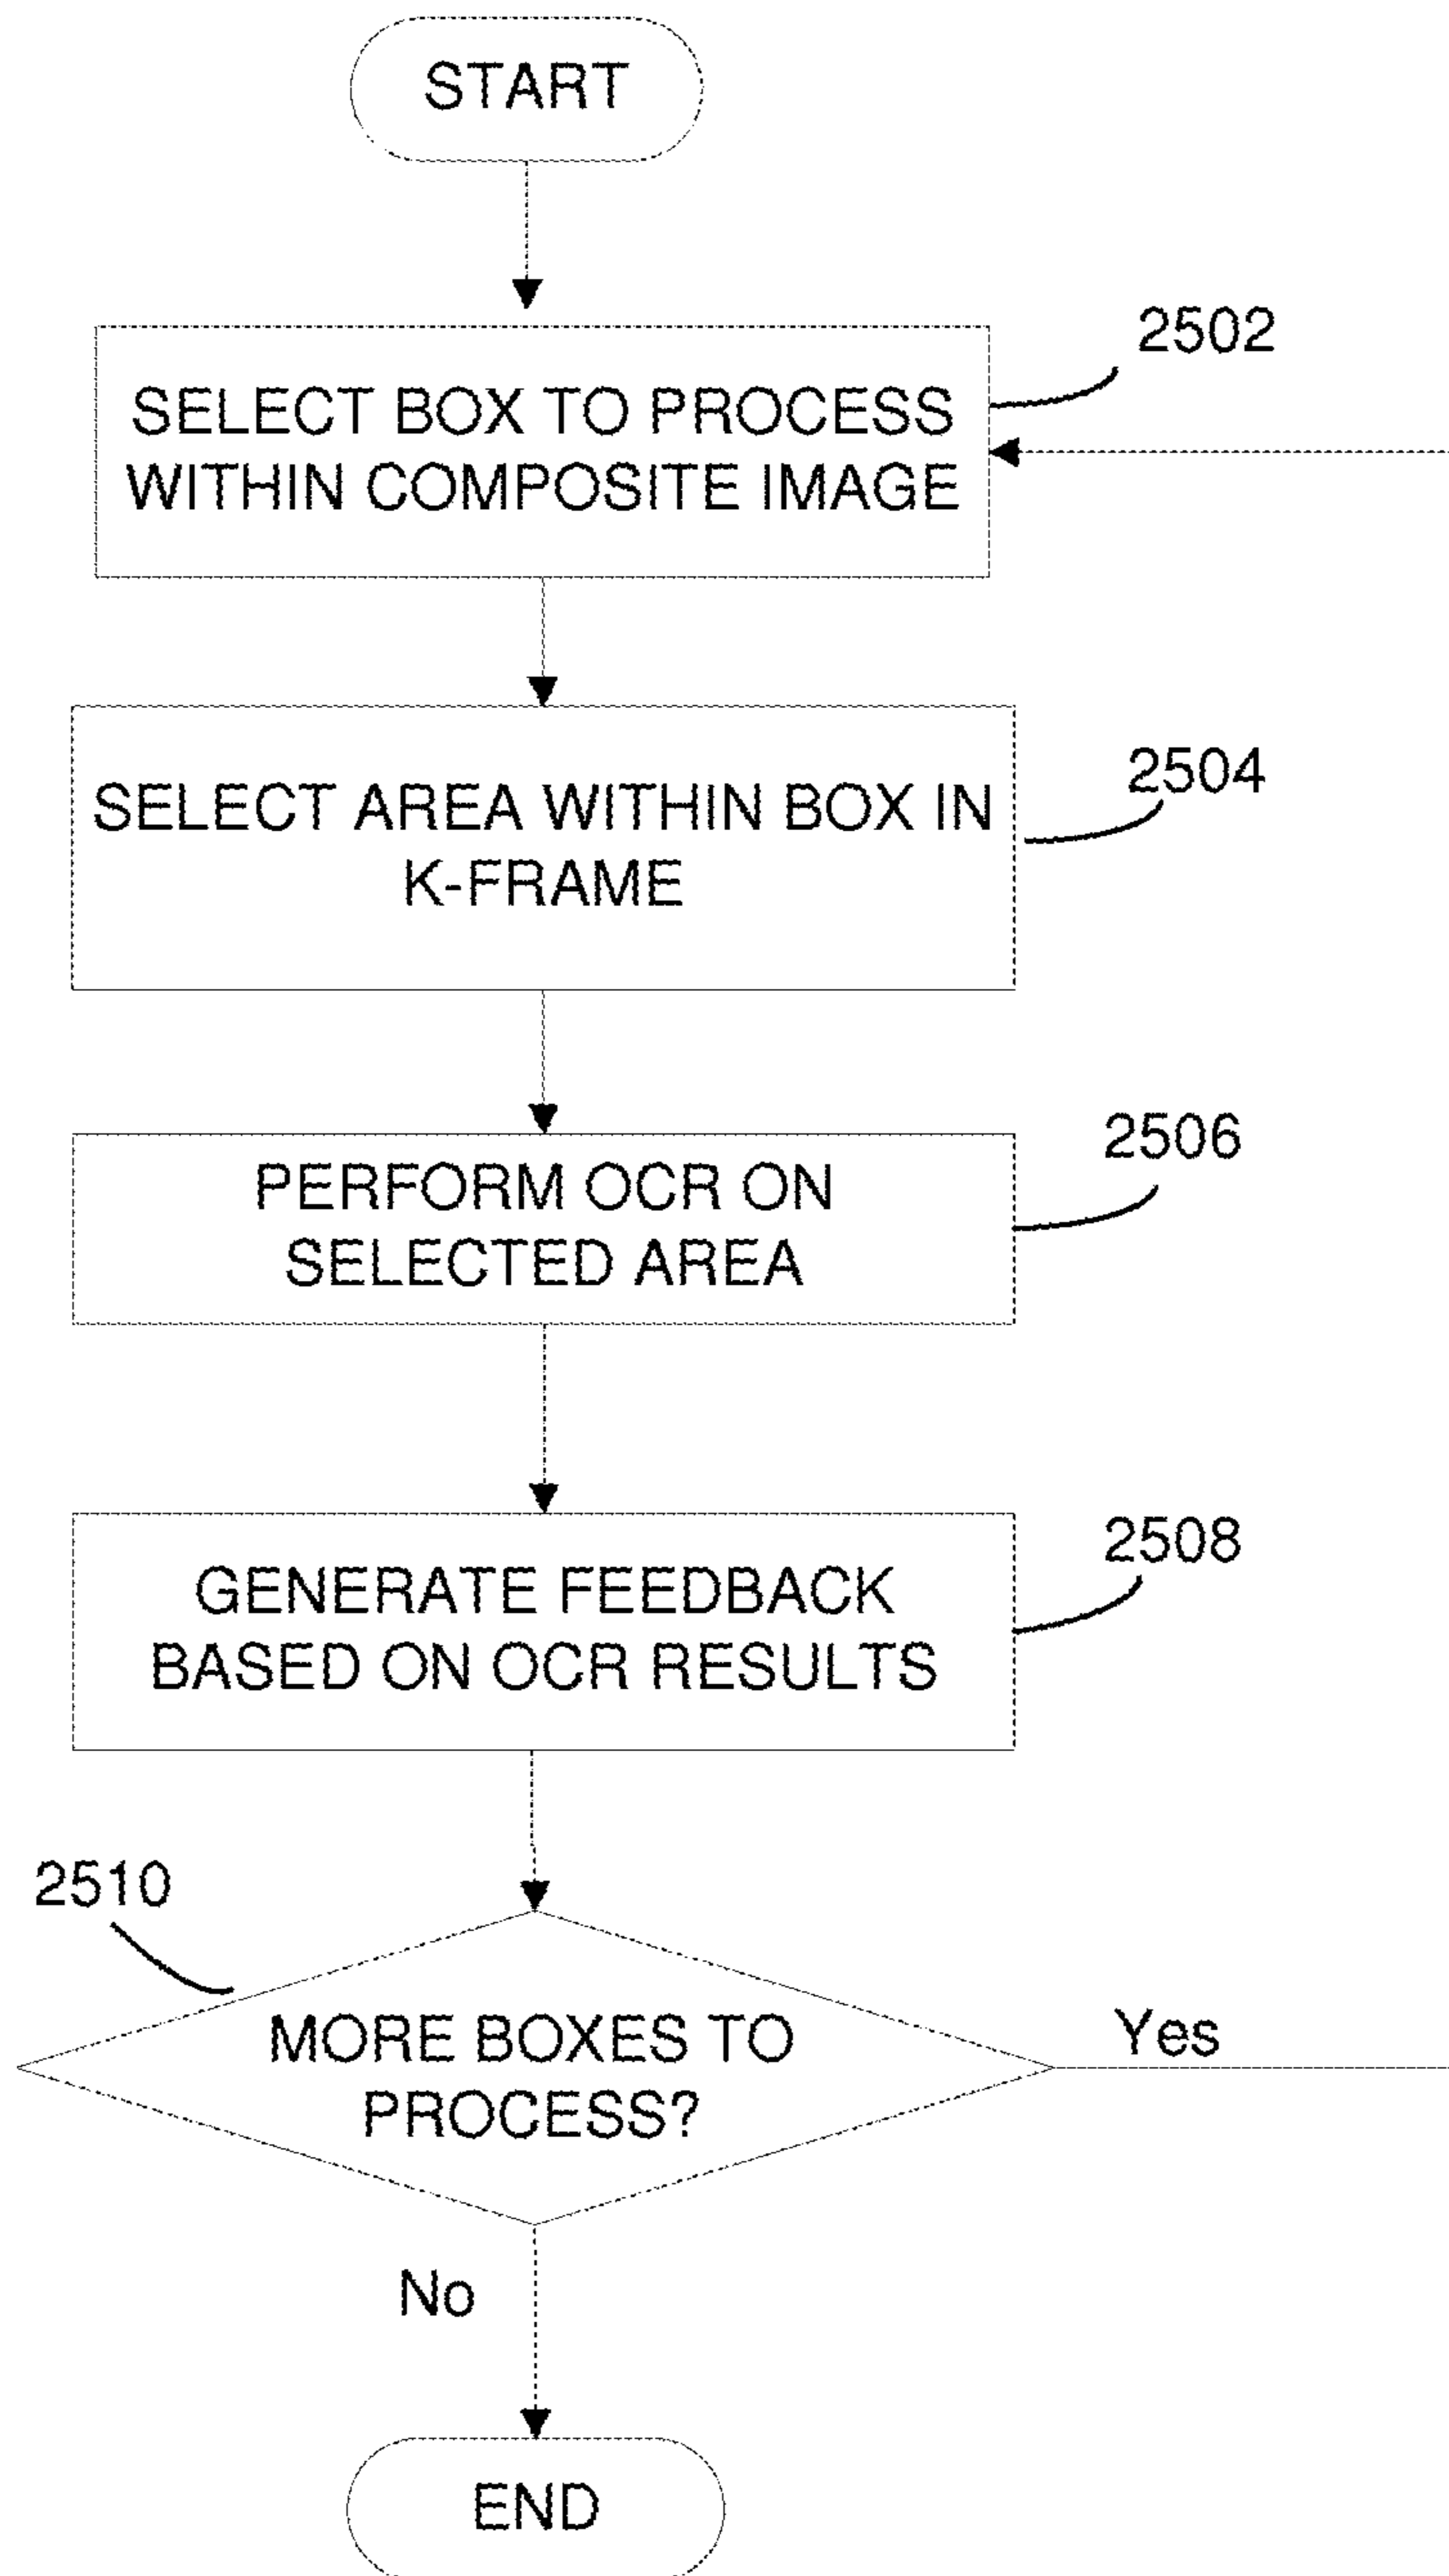 START
2502
SELECT BOX TO PROCESS
WITHIN COMPOSITE IMAGE
2504
SELECT AREA WITHIN BOX IN
K-FRAME
2506
PERFORM OCR ON
SELECTED AREA
2508
GENERATE FEEDBACK
BASED ON OCR RESULTS
2510
MORE BOXES TO
PROCESS?
Yes
No
END